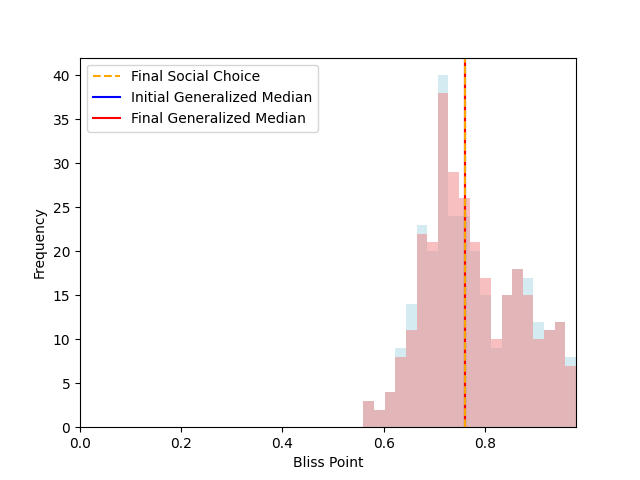 Final Social Choice
Initial Generalized Median
Final Generalized Median
40
35
30
25
20
15
10
5
0
Frequency
0.0 0.2 0.4 0.6 0.8
Bliss Point